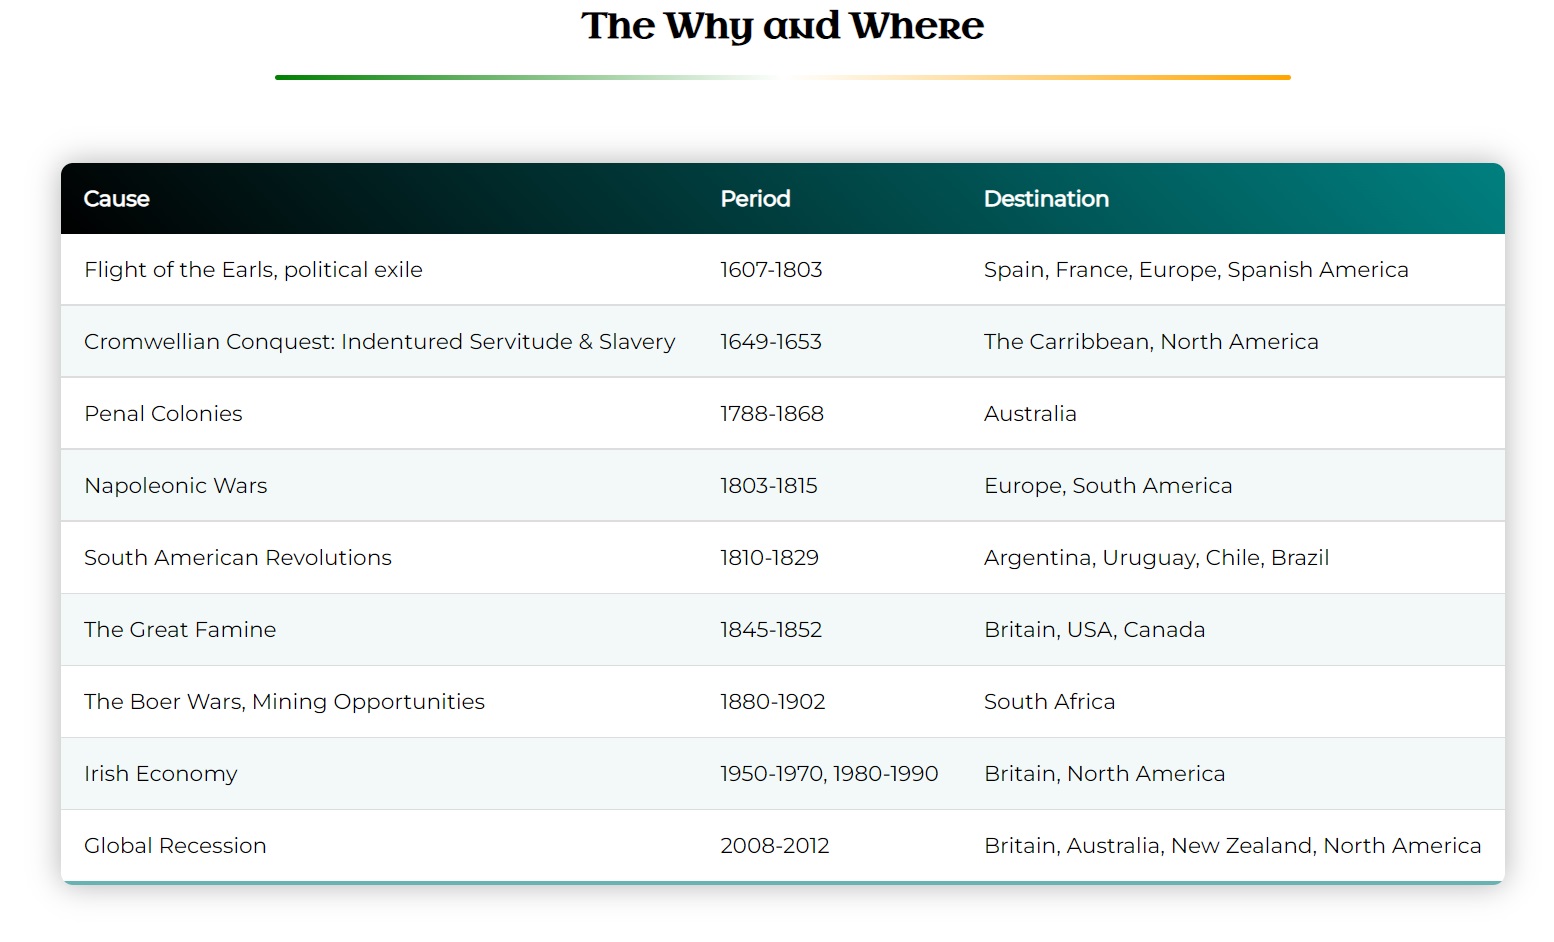 The Why and Where
Cause Period Destination
Flight of the Earls, political exile 1607-1803 Spain, France, Europe, Spanish America
Cromwellian Conquest: Indentured Servitude & Slavery 1649-1653 The Carribbean, North America
Penal Colonies 1788-1868 Australia
Napoleonic Wars 1803-1815 Europe, South America
South American Revolutions 1810-1829 Argentina, Uruguay, Chile, Brazil
The Great Famine 1845-1852 Britain, USA, Canada
The Boer Wars, Mining Opportunities 1880-1902 South Africa
Irish Economy 1950-1970, 1980-1990 Britain, North America
Global Recession 2008-2012 Britain, Australia, New Zealand, North America